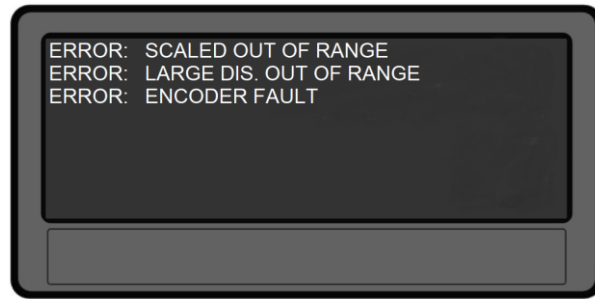 ERROR: SCALED OUT OF RANGE
ERROR: LARGE DIS. OUT OF RANGE
ERROR: ENCODER FAULT